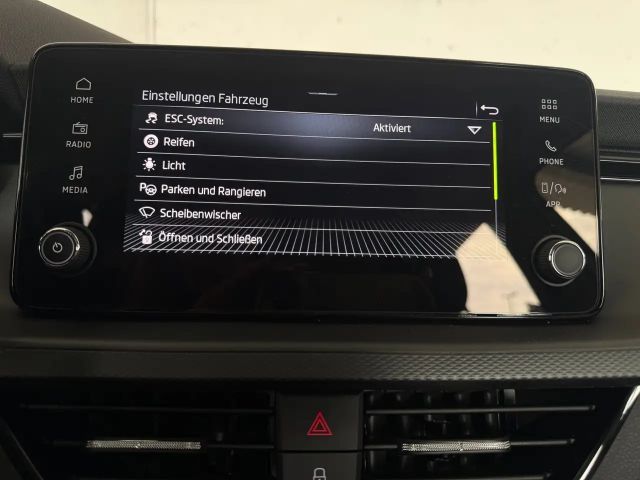 Einstellungen Fahrzeug
ESC-System: Aktiviert
Reifen
Licht
Parken und Rangieren
Scheibenwischer
Öffnen und Schließen
HOME
RADIO
MEDIA
MENU
PHONE
APP